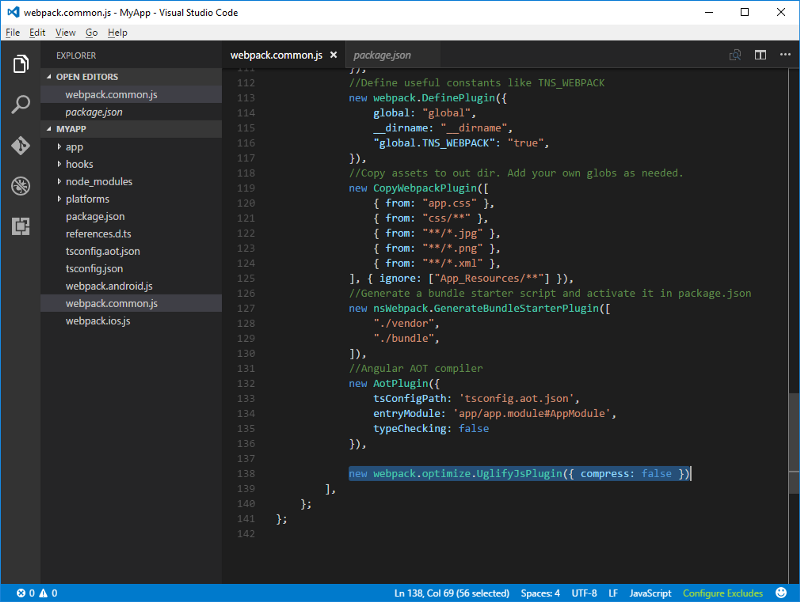 webpack.common.js - MyApp - Visual Studio Code
File Edit View Go Help
EXPLORER
OPEN EDITORS
webpack.common.js
package.json
MYAPP
app
hooks
node_modules
platforms
package.json
references.d.ts
tsconfig.aot.json
tsconfig.json
webpack.android.js
webpack.common.js
webpack.ios.js
webpack.common.js package.json
111 }),
112 //Define useful constants like TNS_WEBPACK
113 new webpack.DefinePlugin({
114 global: "global",
115 __dirname: "__dirname",
116 "global.TNS_WEBPACK": "true",
117 }),
118 //Copy assets to out dir. Add your own globs as needed.
119 new CopyWebpackPlugin([
120 { from: "app.css" },
121 { from: "css/**" },
122 { from: "**/*.jpg" },
123 { from: "**/*.png" },
124 { from: "**/*.xml" },
125 ], { ignore: ["App_Resources/**"] }),
126 //Generate a bundle starter script and activate it in package.json
127 new nsWebpack.GenerateBundleStarterPlugin([
128 "./vendor",
129 "./bundle",
130 ]),
131 //Angular AOT compiler
132 new AotPlugin({
133 tsConfigPath: 'tsconfig.aot.json',
134 entryModule: 'app/app.module#AppModule',
135 typeChecking: false
136 }),
137
138 new webpack.optimize.UglifyJsPlugin({ compress: false })
139 ],
140 };
141 };
142
0 0 Ln 138, Col 69 (56 selected) Spaces: 4 UTF-8 LF JavaScript Configure Excludes